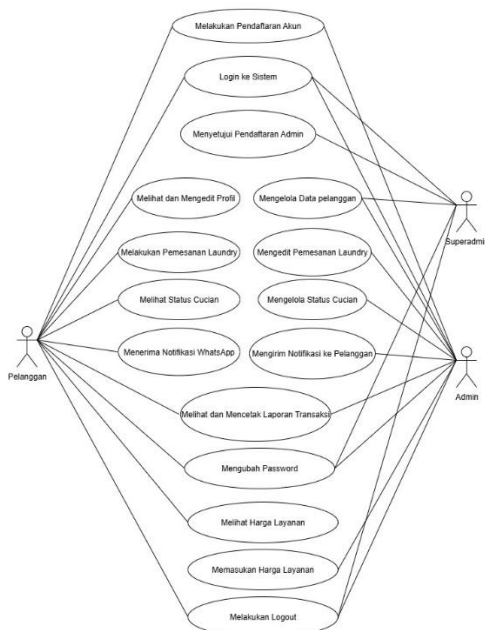 Melakukan Pendaftaran Akun
Login ke Sistem
Menyetujui Pendaftaran Admin
Melihat dan Mengedit Profil
Mengelola Data pelanggan
Superadmi
Melakukan Pemesanan Laundry
Mengedit Pemesanan Laundry
Melihat Status Cucian
Mengelola Status Cucian
Menerima Notifikasi WhatsApp
Mengirim Notifikasi ke Pelanggan
Pelanggan
Admin
Melihat dan Mencetak Laporan Transaksi
Mengubah Password
Melihat Harga Layanan
Memasukan Harga Layanan
Melakukan Logout